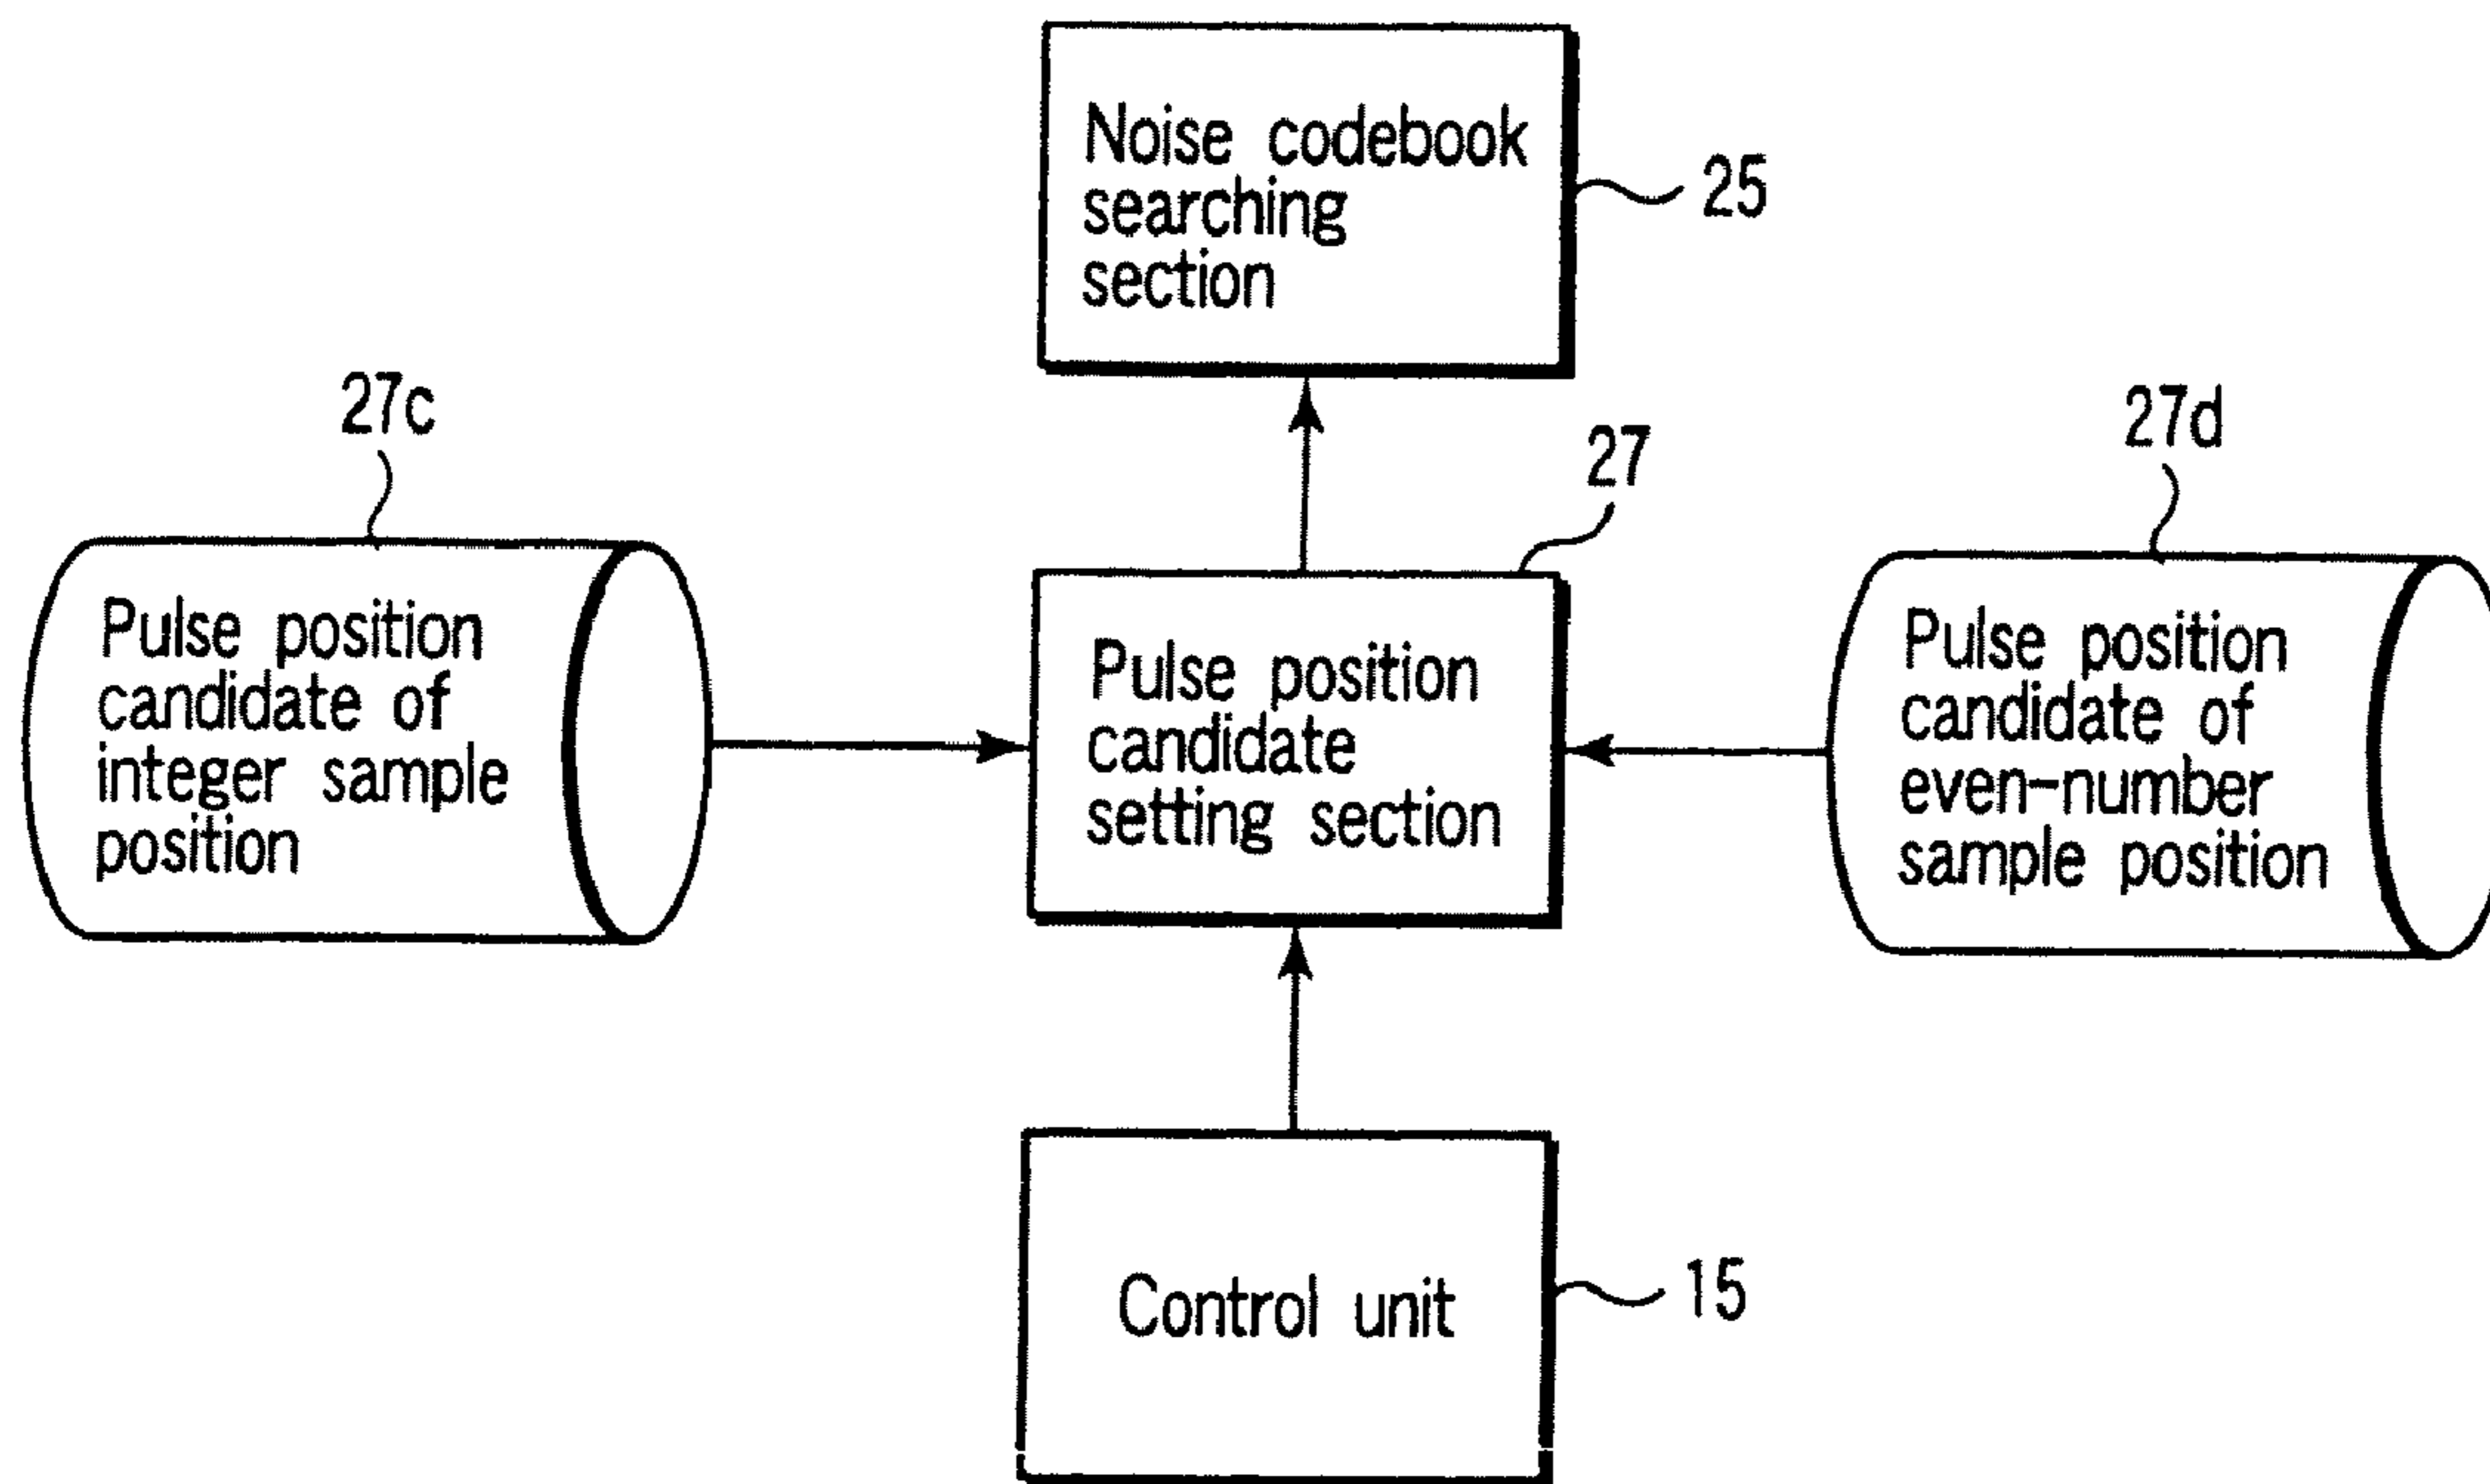 Noise codebook
searching
section
25
27c
27
27d
Pulse position
candidate of
integer sample
position
Pulse position
candidate
setting section
Pulse position
candidate of
even-number
sample position
Control unit
15